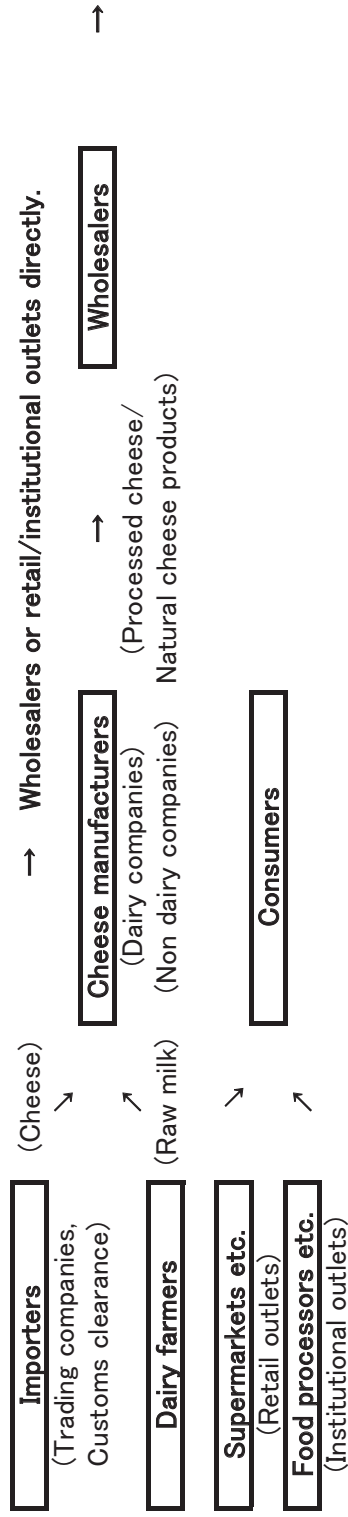 Importers
(Cheese)
→ Wholesalers or retail/institutional outlets directly.
(Trading companies,
Customs clearance)
Cheese manufacturers
→
Wholesalers
→
(Dairy companies)
(Non dairy companies)
(Processed cheese/
Natural cheese products)
Dairy farmers
(Raw milk)
Supermarkets etc.
(Retail outlets)
Consumers
Food processors etc.
(Institutional outlets)